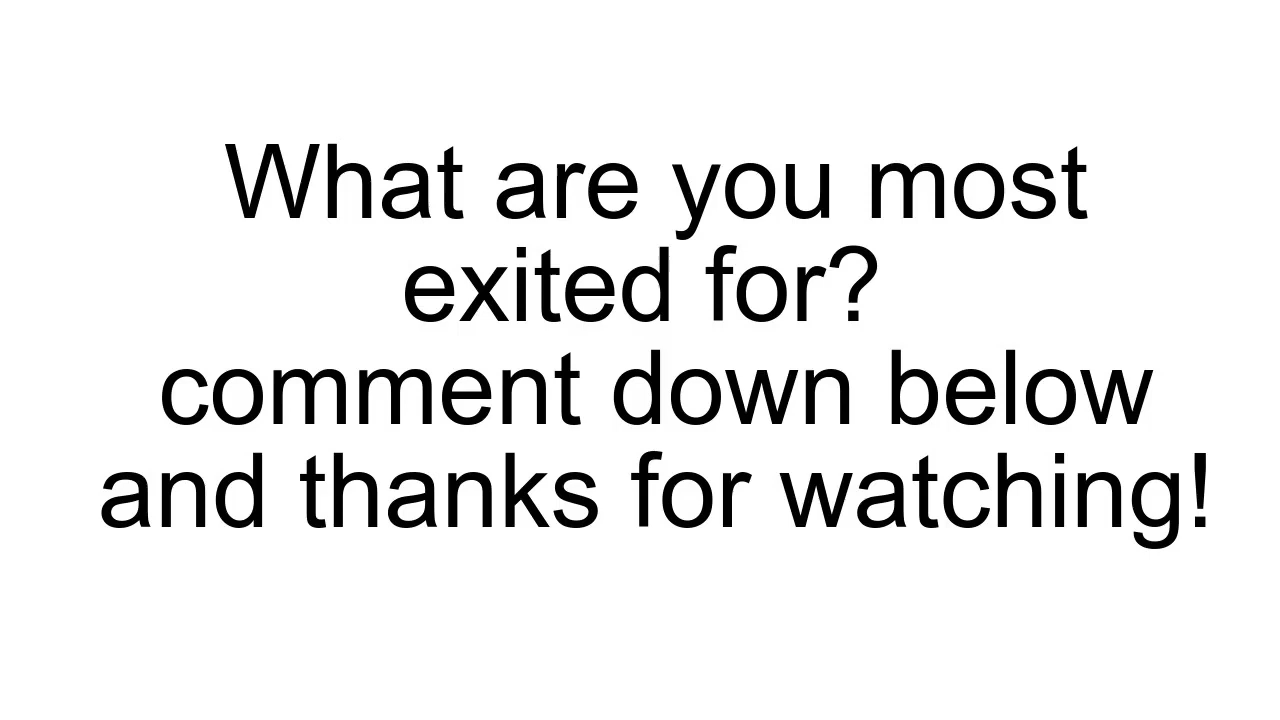 What are you most
exited for?
comment down below
and thanks for watching!